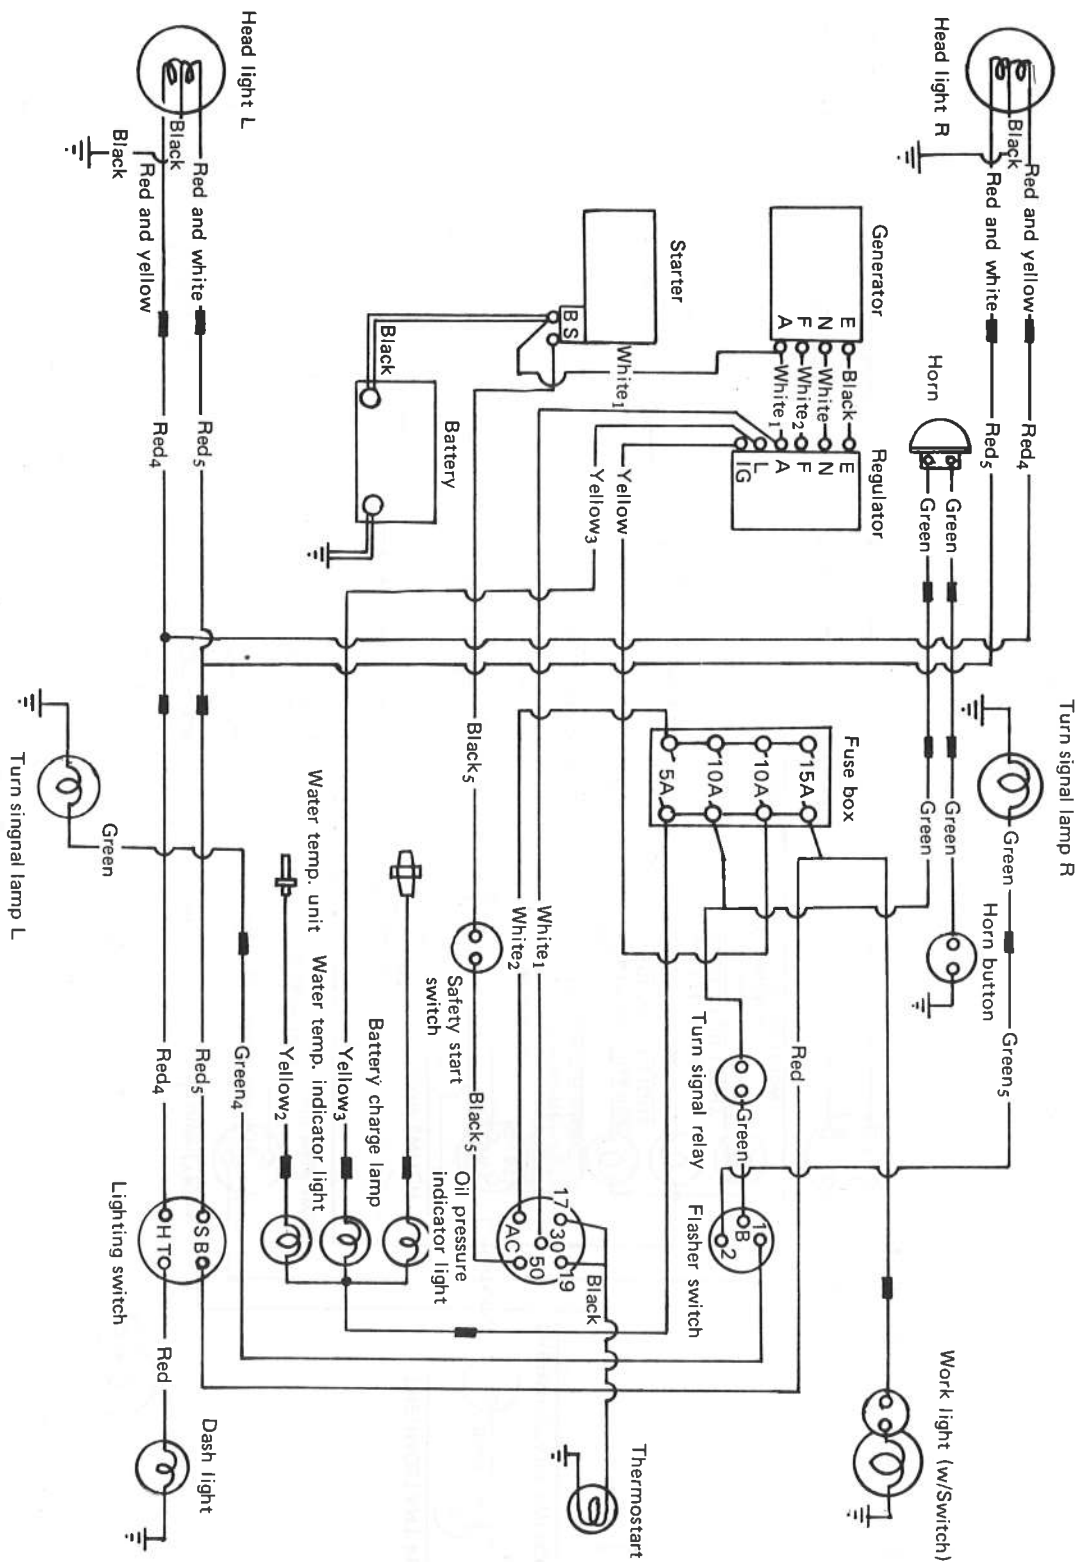 Head light R
Black
Red and yellow
Red and white
Red4
Red5
Turn signal lamp R
Green
Green5
Horn
Green
Green
Green
Green
Horn button
Work light (w/Switch)
Generator
E
N
F
A
Black
White
White2
White1
Regulator
E
N
F
A
L
IG
Yellow
Yellow3
Fuse box
15A
10A
10A
5A
Red
Turn signal relay
Green
Flasher switch
1
B
2
Starter
B
S
White1
Black
Battery
Black5
Safety start
switch
Black5
White1
White2
17
30
19
50
AC
Black
Thermostart
Oil pressure
indicator light
Battery charge lamp
Yellow3
Water temp. indicator light
Water temp. unit
Yellow2
Head light L
Black
Black
Red and white
Red and yellow
Red5
Red4
Red5
Red4
Green4
Turn singnal lamp L
Green
Lighting switch
S
B
H
T
Red
Dash light